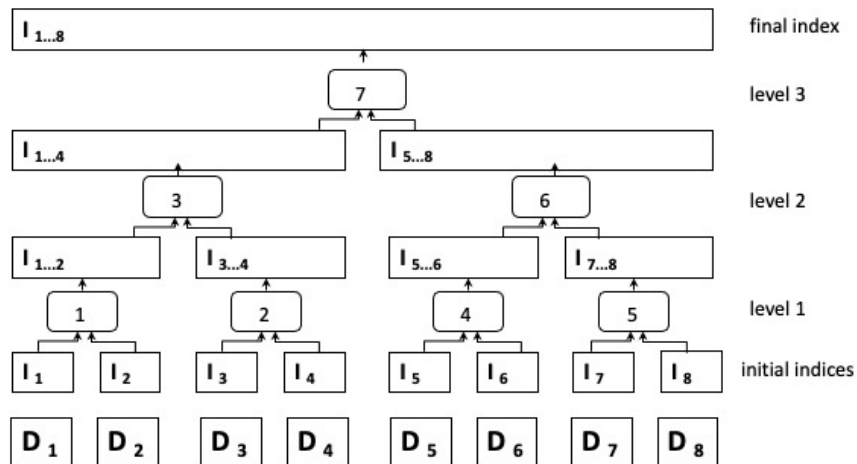 I 1...8 final index
7 level 3
I 1...4 I 5...8
3 6 level 2
I 1...2 I 3...4 I 5...6 I 7...8
1 2 4 5 level 1
I 1 I 2 I 3 I 4 I 5 I 6 I 7 I 8 initial indices
D 1 D 2 D 3 D 4 D 5 D 6 D 7 D 8